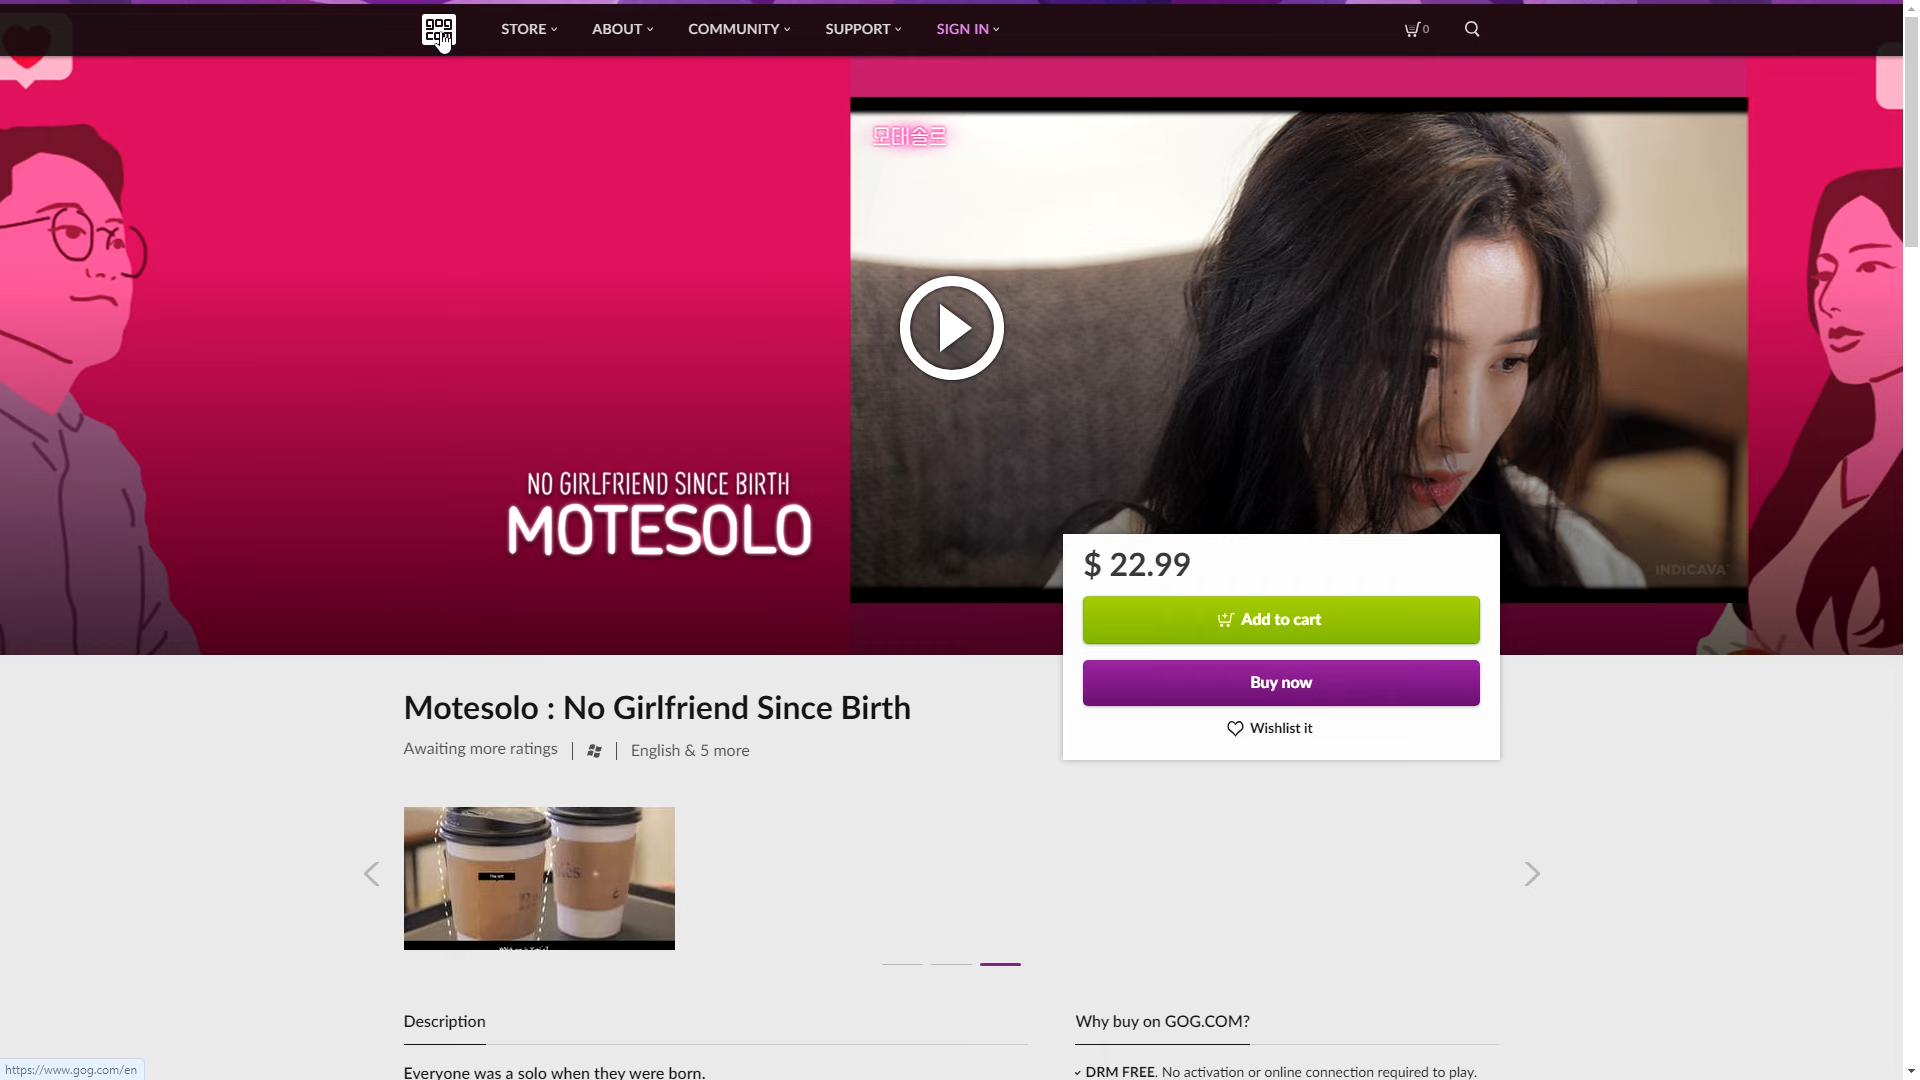 gog
com
STORE
ABOUT
COMMUNITY
SUPPORT
SIGN IN
0
모태솔로
NO GIRLFRIEND SINCE BIRTH
MOTESOLO
INDICAVA
$ 22.99
Add to cart
Buy now
Wishlist it
Motesolo : No Girlfriend Since Birth
Awaiting more ratings
English & 5 more
Description
Why buy on GOG.COM?
Everyone was a solo when they were born.
DRM FREE. No activation or online connection required to play.
https://www.gog.com/en